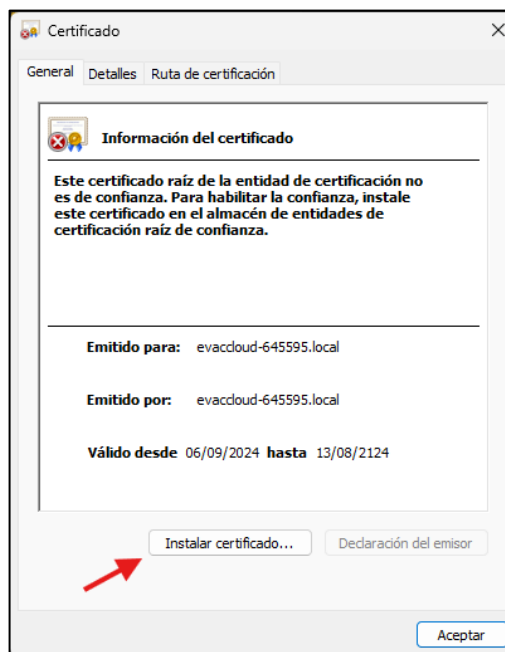 Certificado
General Detalles Ruta de certificación
Información del certificado
Este certificado raíz de la entidad de certificación no
es de confianza. Para habilitar la confianza, instale
este certificado en el almacén de entidades de
certificación raíz de confianza.
Emitido para: evaccloud-645595.local
Emitido por: evaccloud-645595.local
Válido desde 06/09/2024 hasta 13/08/2124
Instalar certificado... Declaración del emisor
Aceptar